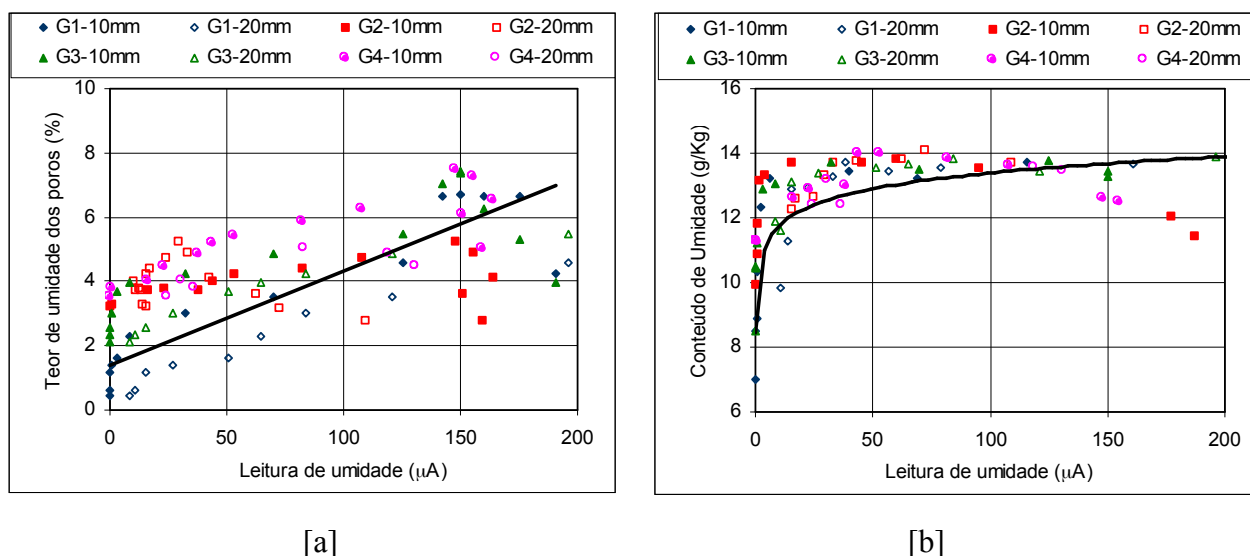 G1-10mm G1-20mm G2-10mm G2-20mm
G3-10mm G3-20mm G4-10mm G4-20mm
Teor de umidade dos poros (%)
10
8
6
4
2
0
0 50 100 150 200
Leitura de umidade (μA)
[a]
G1-10mm G1-20mm G2-10mm G2-20mm
G3-10mm G3-20mm G4-10mm G4-20mm
Conteúdo de Umidade (g/Kg)
16
14
12
10
8
6
0 50 100 150 200
Leitura de umidade (μA)
[b]